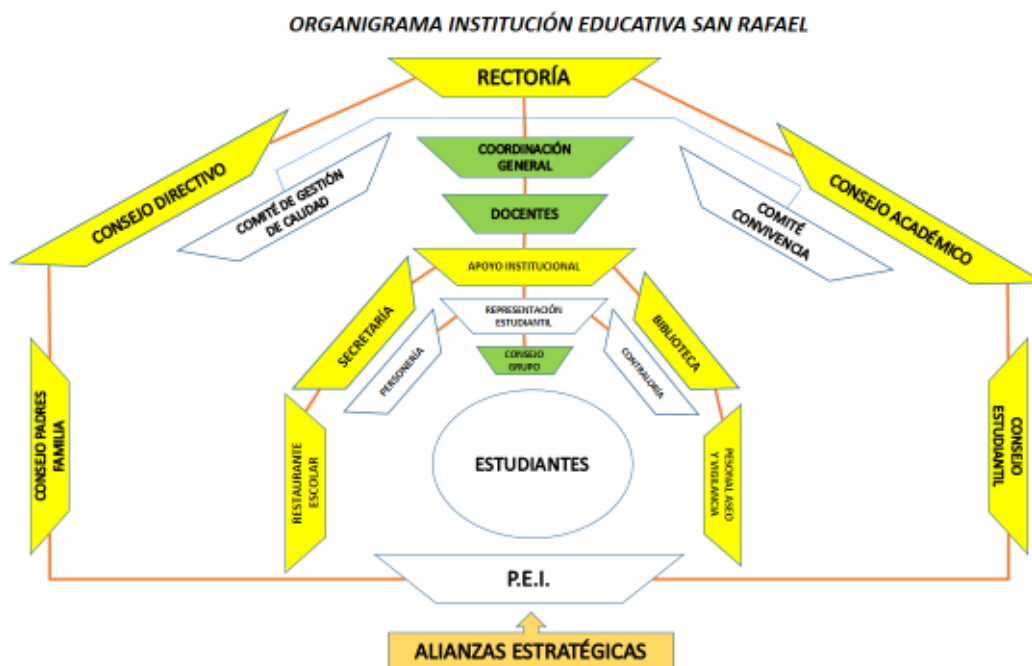 ORGANIGRAMA INSTITUCIÓN EDUCATIVA SAN RAFAEL
RECTORÍA
COORDINACIÓN
GENERAL
DOCENTES
CONSEJO DIRECTIVO
COMITÉ DE GESTIÓN
DE CALIDAD
COMITÉ
CONVIVENCIA
CONSEJO ACADÉMICO
APOYO INSTITUCIONAL
SECRETARÍA
REPRESENTACIÓN
ESTUDIANTIL
BIBLIOTECA
PERSONERÍA
CONSEJO
GRUPO
CONTRALORÍA
CONSEJO PADRES
FAMILIA
RESTAURANTE
ESCOLAR
ESTUDIANTES
PESONAL ASEO
Y VIGILANCIA
CONSEJO
ESTUDIANTIL
P.E.I.
ALIANZAS ESTRATÉGICAS